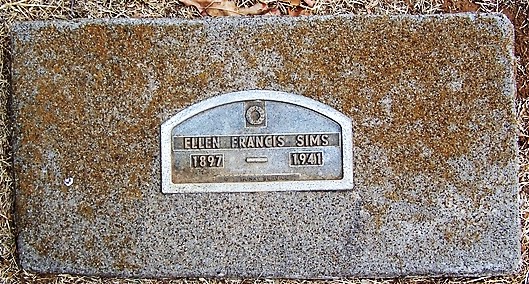 ELLEN FRANCIS SIMS
1897 — 1941